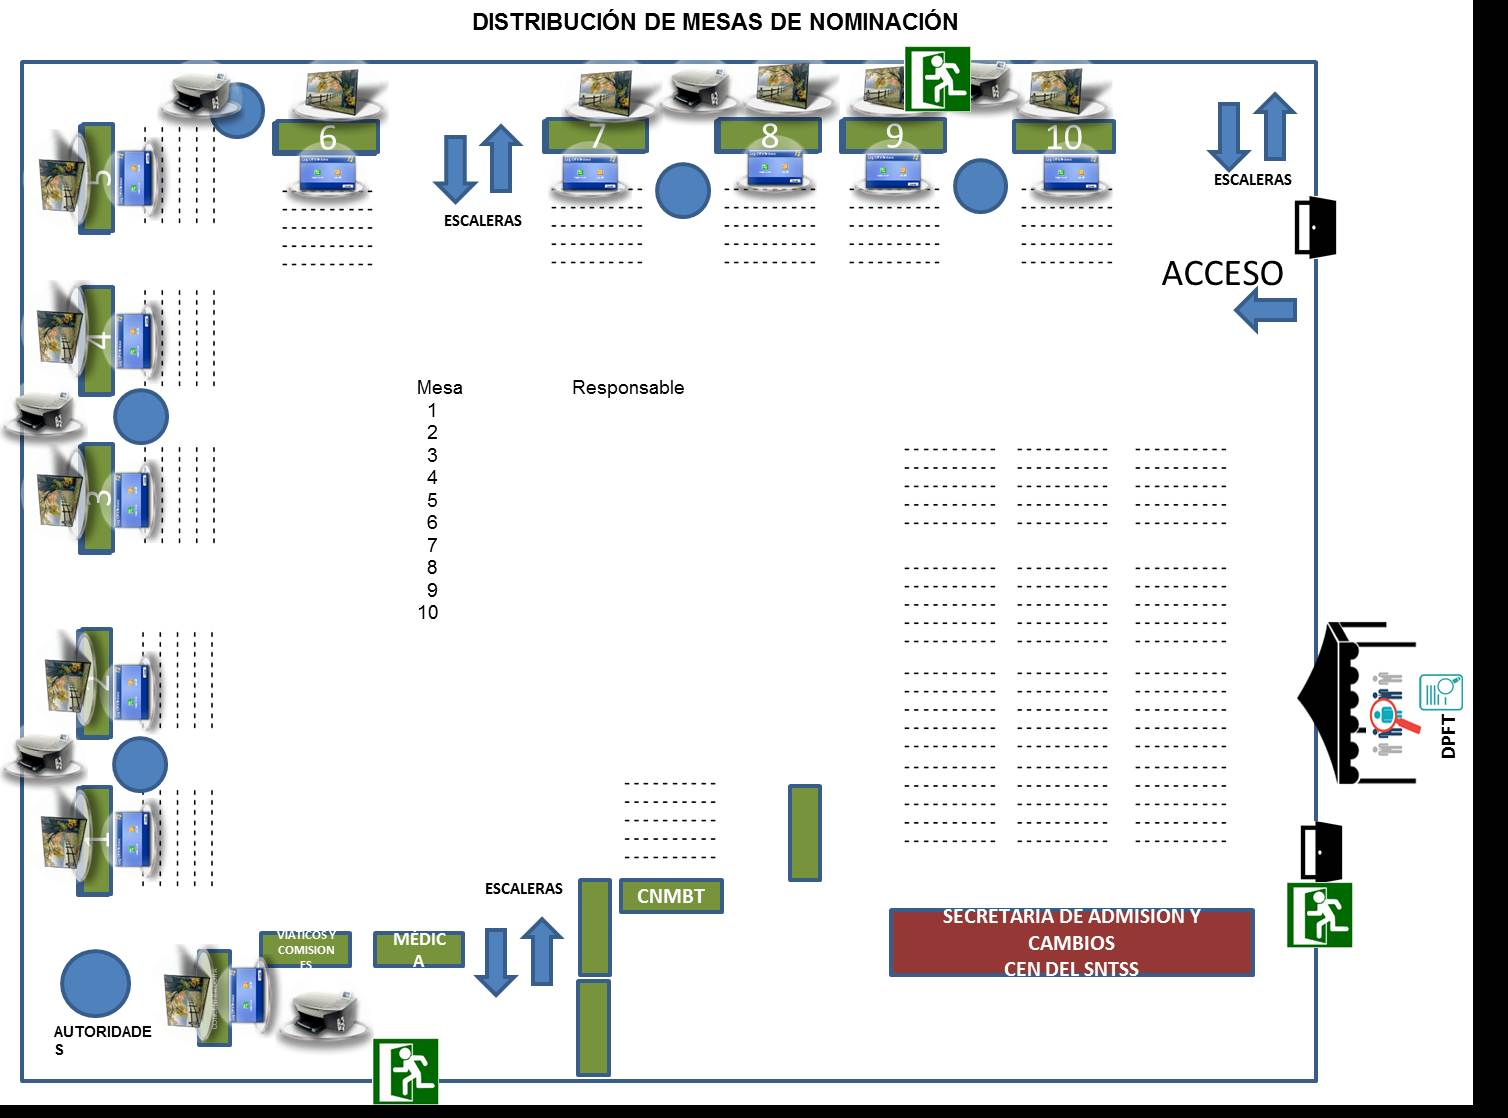 DISTRIBUCIÓN DE MESAS DE NOMINACIÓN
6
7
8
9
10
5
ESCALERAS
ESCALERAS
ACCESO
4
3
2
1
Mesa Responsable
1
2
3
4
5
6
7
8
9
10
DPFT
ESCALERAS
CNMBT
VIATICOS Y
COMISION
ES
MÉDIC
A
SECRETARIA DE ADMISION Y
CAMBIOS
CEN DEL SNTSS
AUTORIDADE
S